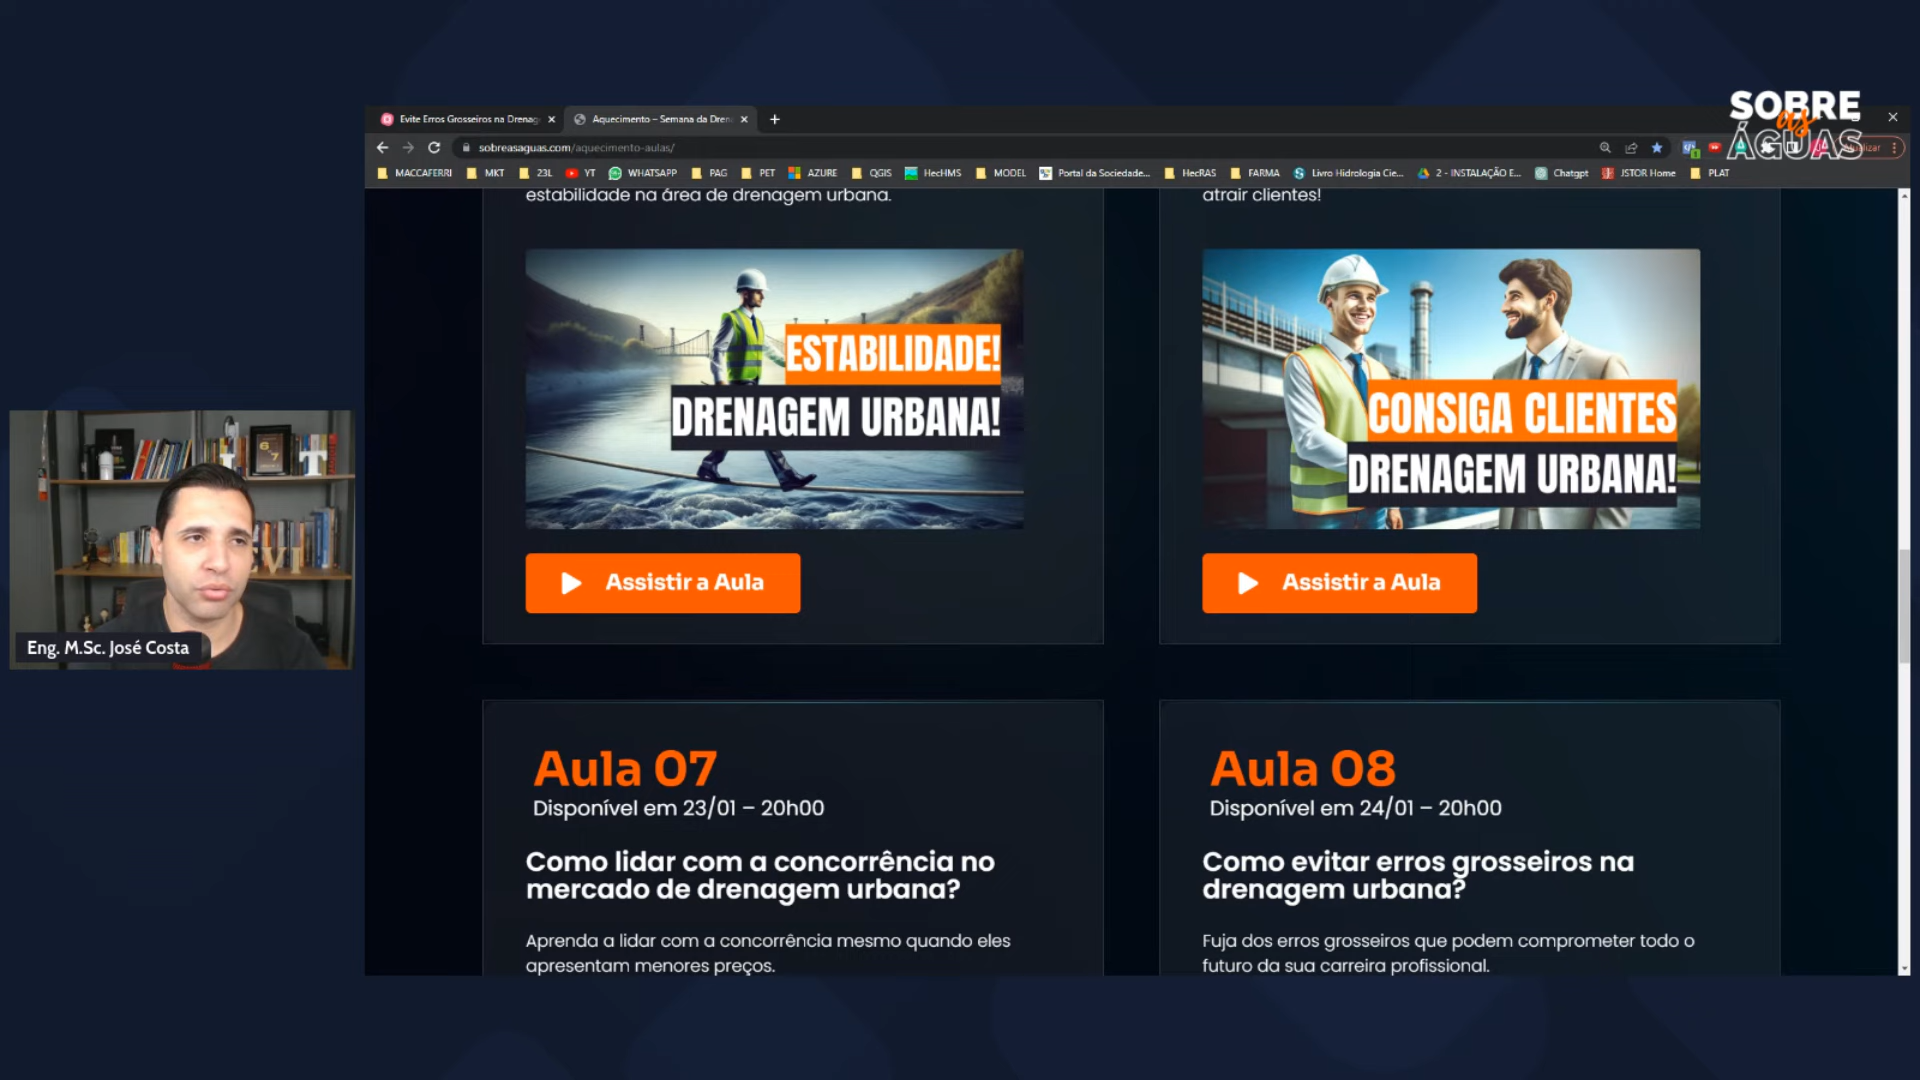 SOBRE
as
ÁGUAS
Evite Erros Grosseiros na Drenag
Aquecimento – Semana da Dren
sobreasaguas.com/aquecimento-aulas/
MACCAFERRI MKT 23L YT WHATSAPP PAG PET AZURE QGIS HecHMS MODEL Portal da Sociedade... HecRAS FARMA Livro Hidrologia Cie... 2 - INSTALAÇÃO E... Chatgpt JSTOR Home PLAT
estabilidade na área de drenagem urbana.
ESTABILIDADE!
DRENAGEM URBANA!
Assistir a Aula
atrair clientes!
CONSIGA CLIENTES
DRENAGEM URBANA!
Assistir a Aula
Eng. M.Sc. José Costa
Aula 07
Disponível em 23/01 – 20h00
Como lidar com a concorrência no
mercado de drenagem urbana?
Aprenda a lidar com a concorrência mesmo quando eles
apresentam menores preços.
Aula 08
Disponível em 24/01 – 20h00
Como evitar erros grosseiros na
drenagem urbana?
Fuja dos erros grosseiros que podem comprometer todo o
futuro da sua carreira profissional.